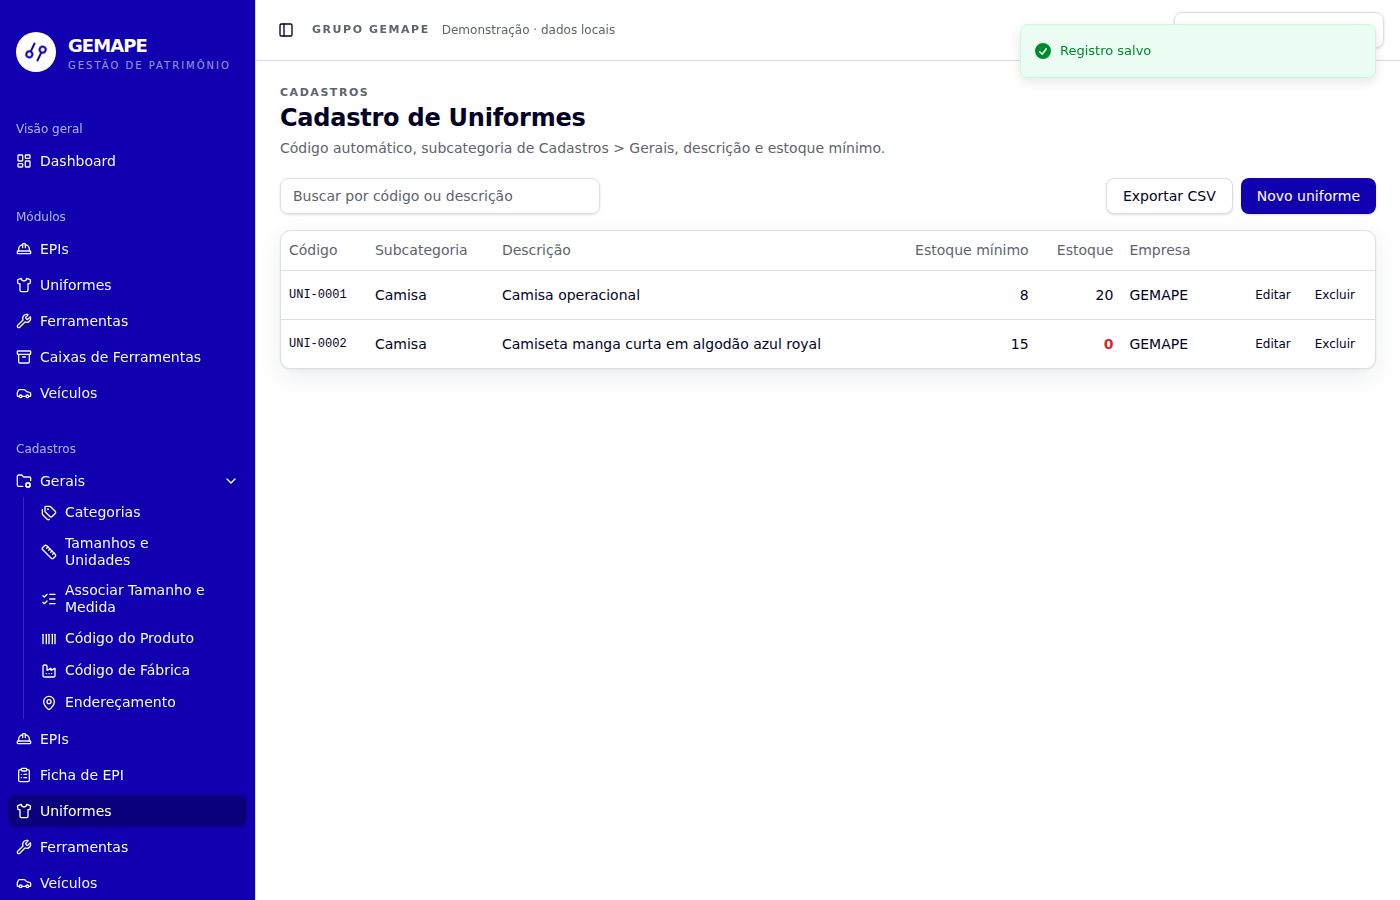 GEMAPE
GESTÃO DE PATRIMÔNIO
Visão geral
Dashboard
Módulos
EPIs
Uniformes
Ferramentas
Caixas de Ferramentas
Veículos
Cadastros
Gerais
Categorias
Tamanhos e
Unidades
Associar Tamanho e
Medida
Código do Produto
Código de Fábrica
Endereçamento
EPIs
Ficha de EPI
Uniformes
Ferramentas
Veículos
GRUPO GEMAPE Demonstração · dados locais
Registro salvo
CADASTROS
Cadastro de Uniformes
Código automático, subcategoria de Cadastros > Gerais, descrição e estoque mínimo.
Buscar por código ou descrição Exportar CSV Novo uniforme
Código Subcategoria Descrição Estoque mínimo Estoque Empresa
UNI-0001 Camisa Camisa operacional 8 20 GEMAPE Editar Excluir
UNI-0002 Camisa Camiseta manga curta em algodão azul royal 15 0 GEMAPE Editar Excluir